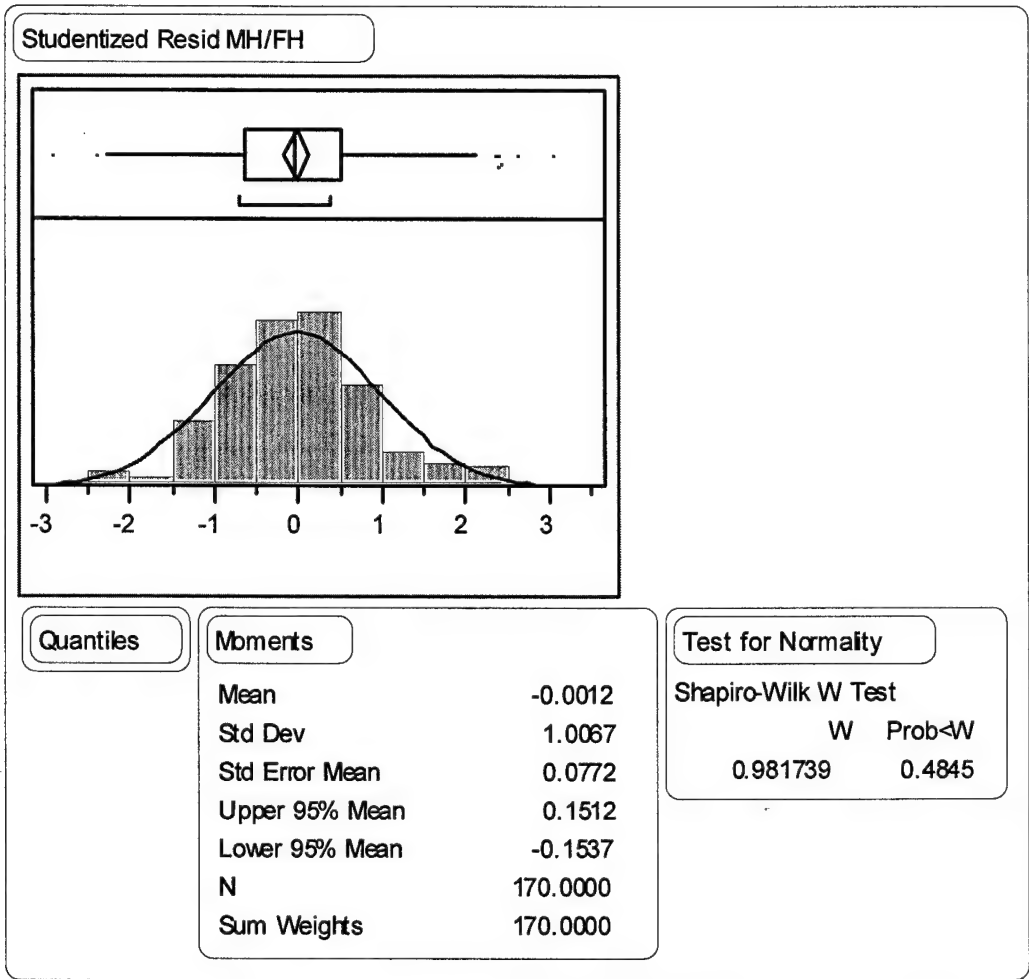 Studentized Resid MH/FH
-3 -2 -1 0 1 2 3
Quantiles
Moments
Mean -0.0012
Std Dev 1.0067
Std Error Mean 0.0772
Upper 95% Mean 0.1512
Lower 95% Mean -0.1537
N 170.0000
Sum Weights 170.0000
Test for Normality
Shapiro-Wilk W Test
W Prob<W
0.981739 0.4845